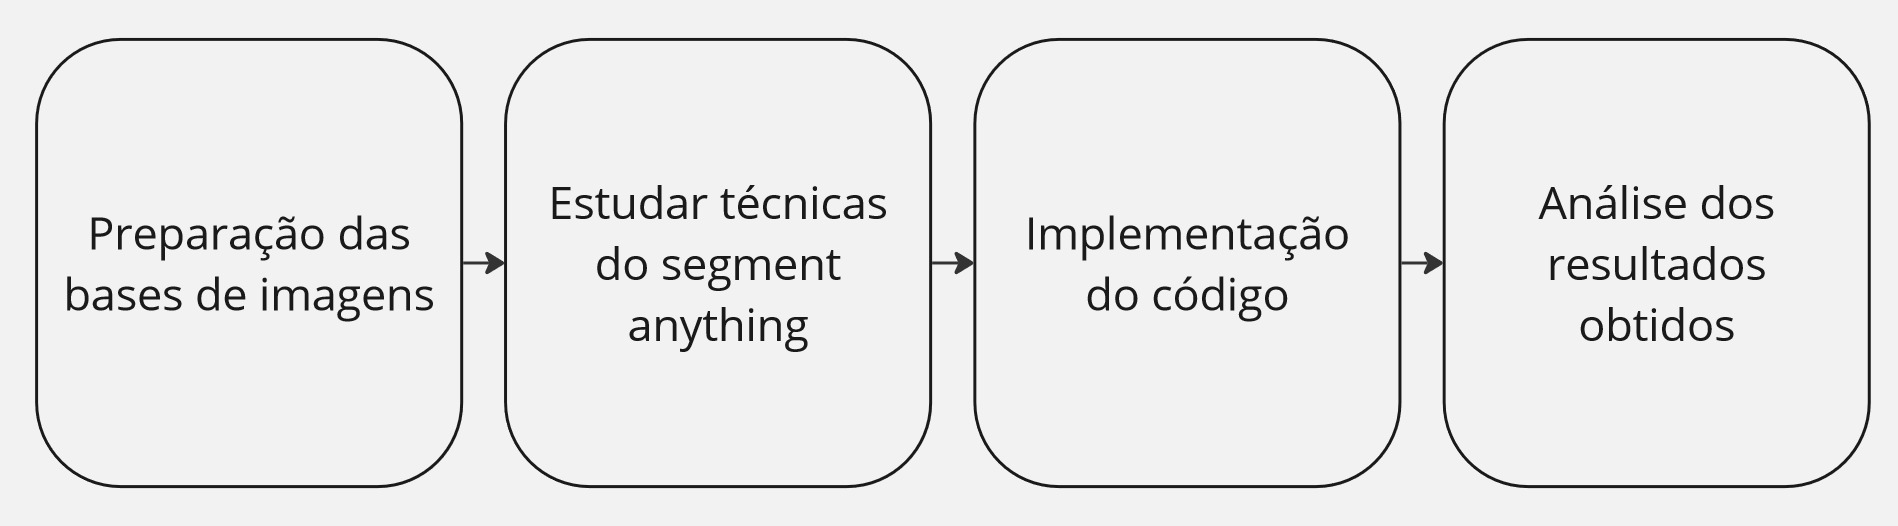 Preparação das
bases de imagens
Estudar técnicas
do segment
anything
Implementação
do código
Análise dos
resultados
obtidos